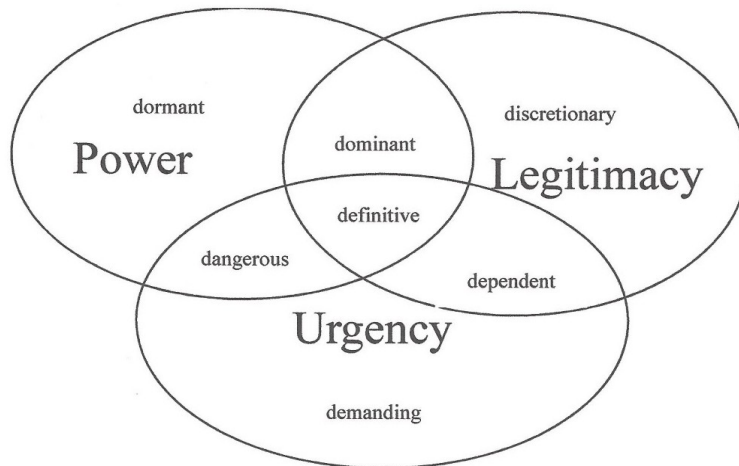 dormant
discretionary
dominant
Power
Legitimacy
definitive
dangerous
dependent
Urgency
demanding